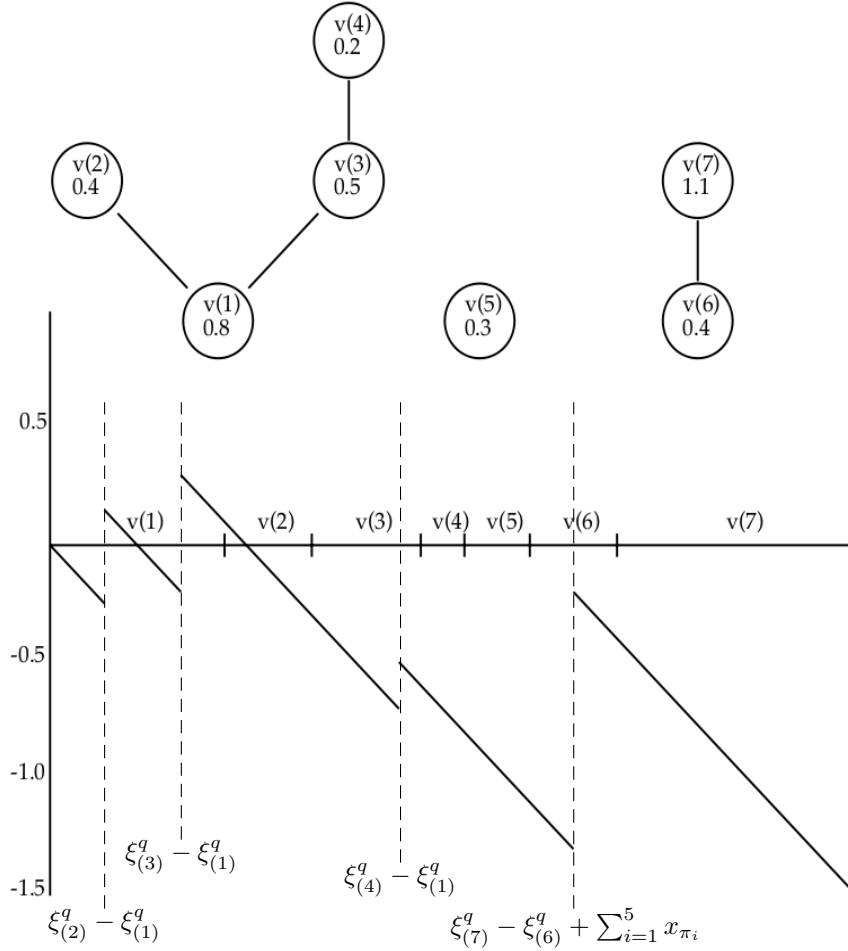 v(4)
0.2
v(2)
0.4
v(3)
0.5
v(7)
1.1
v(1)
0.8
v(5)
0.3
v(6)
0.4
0.5
v(1) v(2) v(3) v(4) v(5) v(6) v(7)
-0.5
-1.0
-1.5
ξ^q_(3) − ξ^q_(1)
ξ^q_(4) − ξ^q_(1)
ξ^q_(2) − ξ^q_(1)
ξ^q_(7) − ξ^q_(6) + ∑^5_{i=1} x_{π_i}